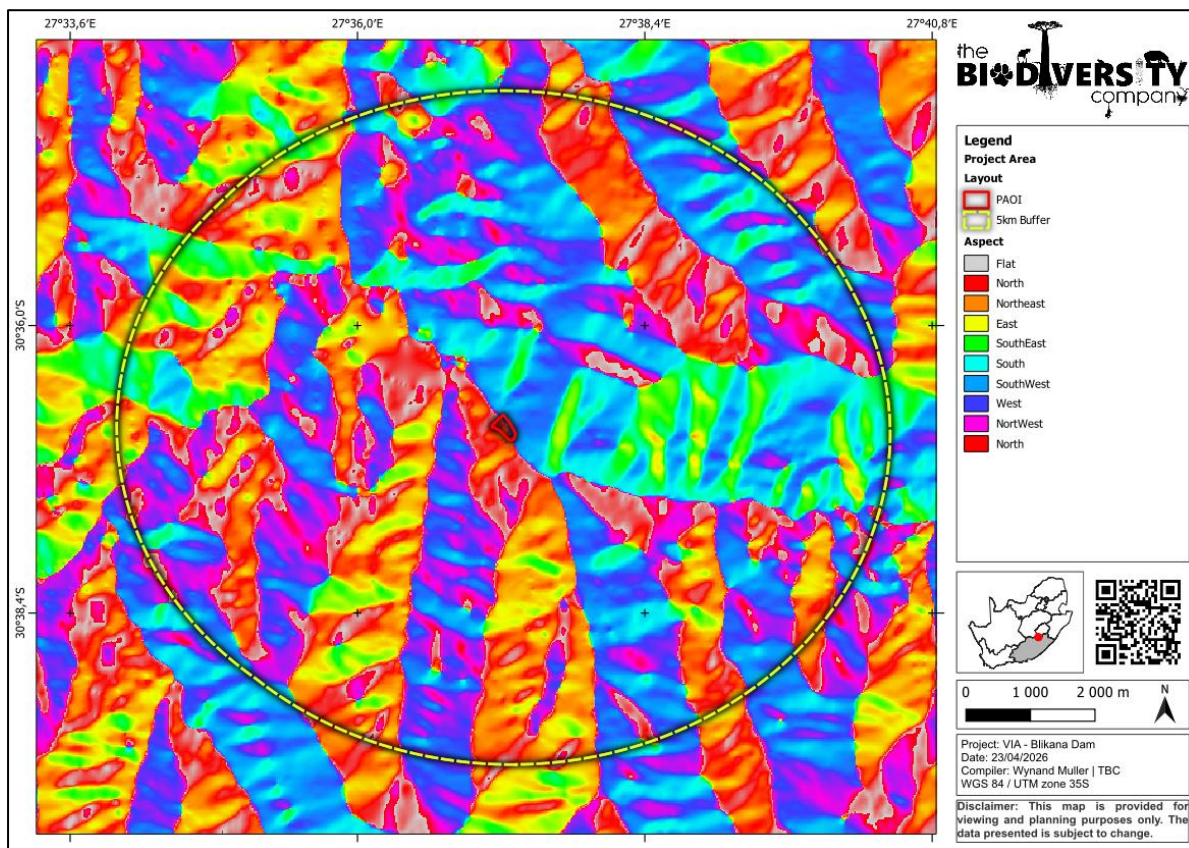 27°33,6'E 27°36,0'E 27°38,4'E 27°40,8'E
30°36,0'S
30°38,4'S
the
BIODIVERSITY
company
Legend
Project Area
Layout
PAOI
5km Buffer
Aspect
Flat
North
Northeast
East
SouthEast
South
SouthWest
West
NortWest
North
0 1 000 2 000 m
N
Project: VIA - Blikana Dam
Date: 23/04/2026
Compiler: Wynand Muller | TBC
WGS 84 / UTM zone 35S
Disclaimer: This map is provided for
viewing and planning purposes only. The
data presented is subject to change.